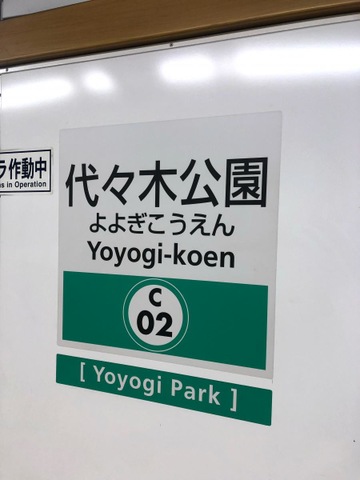 ラ作動中
s in Operation
代々木公園
よよぎこうえん
Yoyogi-koen
C
02
[ Yoyogi Park ]